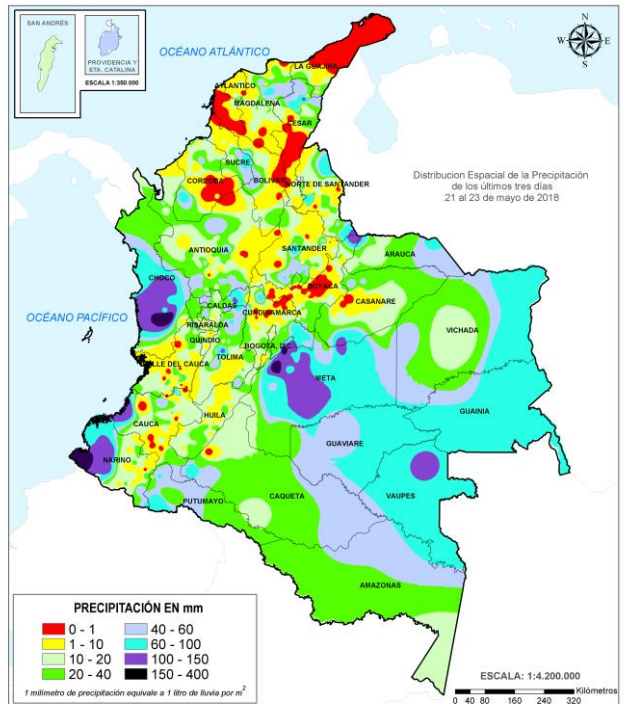 SAN ANDRÉS
PROVIDENCIA Y
STA. CATALINA
ESCALA 1:350.000
OCÉANO ATLÁNTICO
N
W
E
S
LA GUAJIRA
ATLANTICO
MAGDALENA
CESAR
SUCRE
CORDOBA
BOLIVAR
NORTE DE SANTANDER
Distribucion Espacial de la Precipitación
de los últimos tres días
21 al 23 de mayo de 2018
ANTIOQUIA
SANTANDER
ARAUCA
CHOCO
BOYACA
CASANARE
OCÉANO PACÍFICO
CALDAS
CUNDINAMARCA
VICHADA
RISARALDA
QUINDIO
BOGOTA, D.C.
TOLIMA
VALLE DEL CAUCA
META
GUAINIA
HUILA
CAUCA
GUAVIARE
NARIÑO
VAUPES
PUTUMAYO
CAQUETA
AMAZONAS
PRECIPITACIÓN EN mm
0 - 1
40 - 60
1 - 10
60 - 100
10 - 20
100 - 150
20 - 40
150 - 400
1 milimetro de precipitación equivale a 1 litro de lluvia por m²
ESCALA: 1:4.200.000
Kilómetros
0 40 80 160 240 320